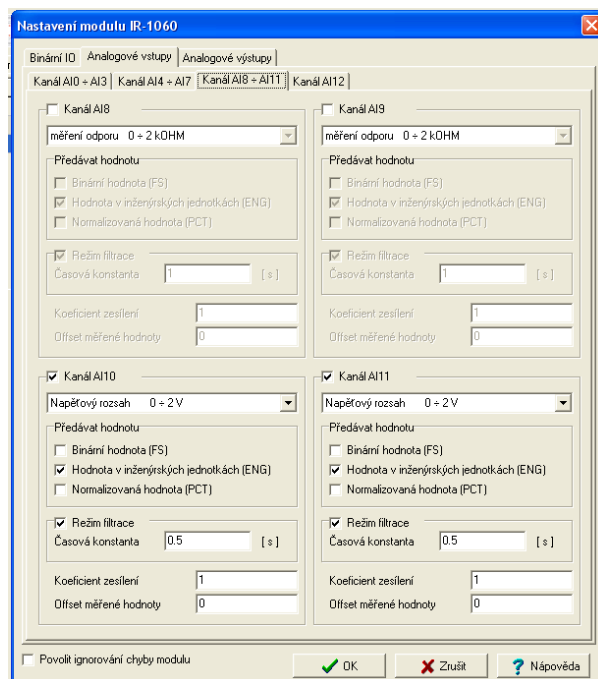 Nastavení modulu IR-1060
Binární IO Analogové vstupy Analogové výstupy
Kanál AI0 ÷ AI3 Kanál AI4 ÷ AI7 Kanál AI8 ÷ AI11 Kanál AI12
Kanál AI8
měření odporu 0 ÷ 2 kOHM
Předávat hodnotu
Binární hodnota (FS)
Hodnota v inženýrských jednotkách (ENG)
Normalizovaná hodnota (PCT)
Režim filtrace
Časová konstanta 1 [ s ]
Koeficient zesílení 1
Offset měřené hodnoty 0
Kanál AI9
měření odporu 0 ÷ 2 kOHM
Předávat hodnotu
Binární hodnota (FS)
Hodnota v inženýrských jednotkách (ENG)
Normalizovaná hodnota (PCT)
Režim filtrace
Časová konstanta 1 [ s ]
Koeficient zesílení 1
Offset měřené hodnoty 0
Kanál AI10
Napěťový rozsah 0 ÷ 2 V
Předávat hodnotu
Binární hodnota (FS)
Hodnota v inženýrských jednotkách (ENG)
Normalizovaná hodnota (PCT)
Režim filtrace
Časová konstanta 0.5 [ s ]
Koeficient zesílení 1
Offset měřené hodnoty 0
Kanál AI11
Napěťový rozsah 0 ÷ 2 V
Předávat hodnotu
Binární hodnota (FS)
Hodnota v inženýrských jednotkách (ENG)
Normalizovaná hodnota (PCT)
Režim filtrace
Časová konstanta 0.5 [ s ]
Koeficient zesílení 1
Offset měřené hodnoty 0
Povolit ignorování chyby modulu
OK Zrušit Nápověda